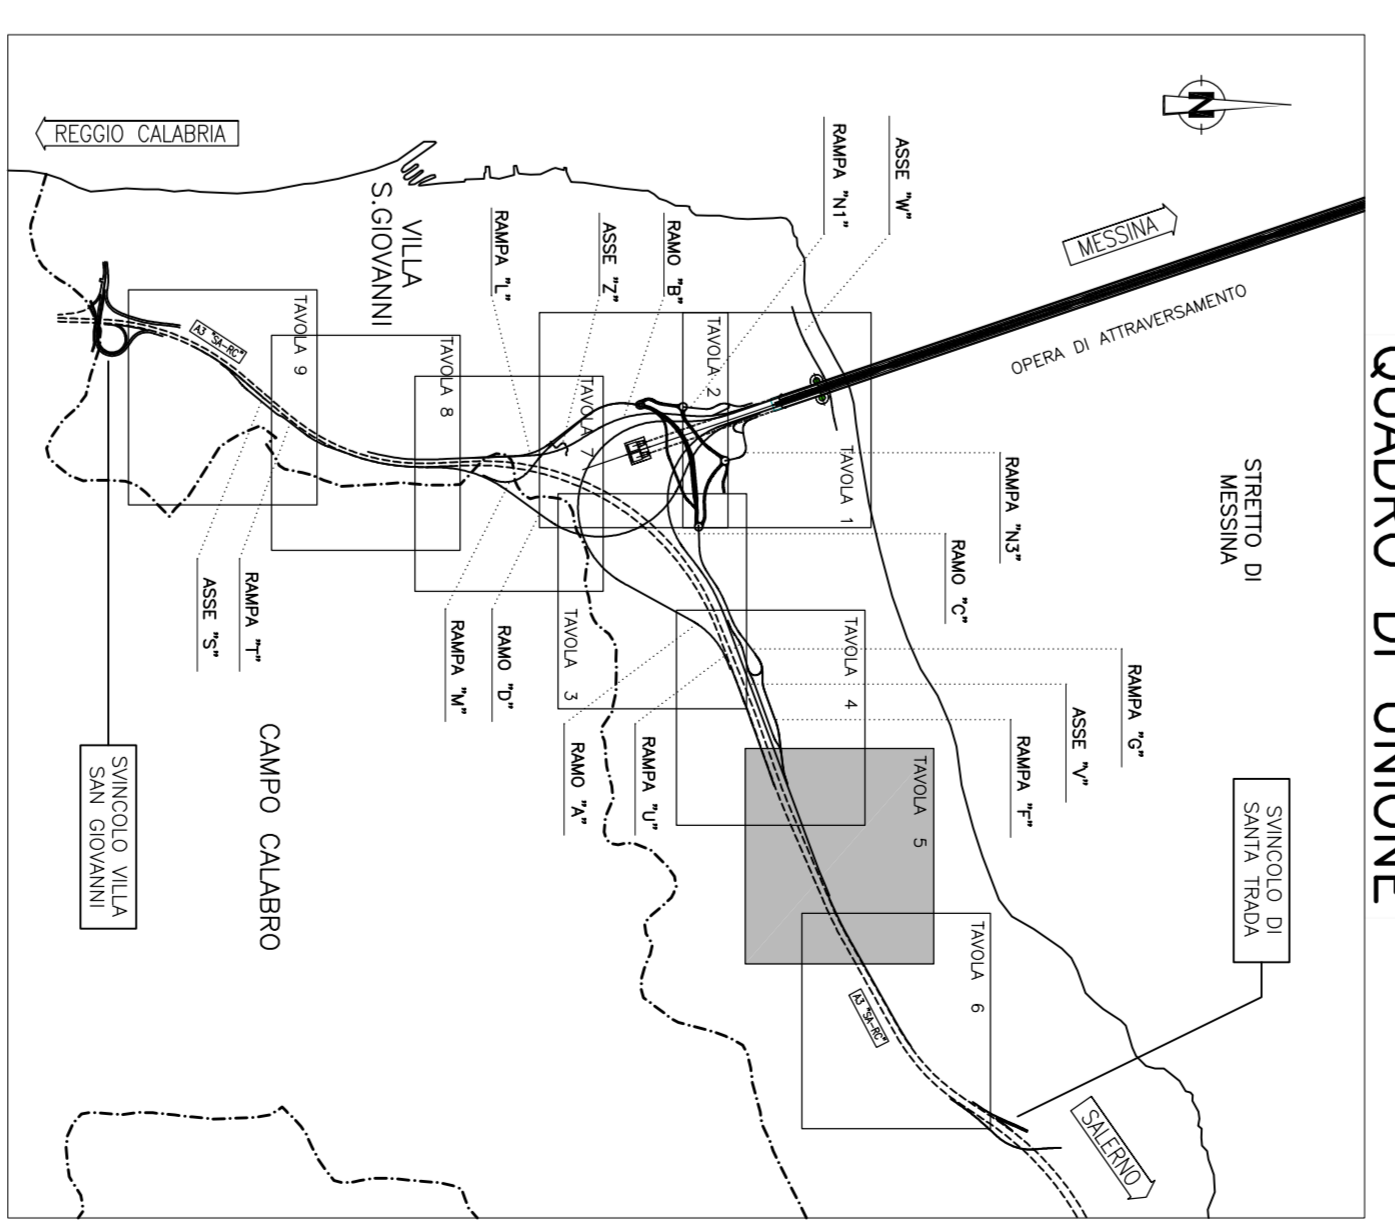 QUADRO DI UNIONE
N
REGGIO CALABRIA
MESSINA
OPERA DI ATTRAVERSAMENTO
STRETTO DI
MESSINA
VILLA
S.GIOVANNI
ASSE "W"
RAMPA "N1"
RAMO "B"
ASSE "Z"
RAMPA "L"
TAVOLA 1
TAVOLA 2
TAVOLA 7
TAVOLA 8
TAVOLA 9
A3 "SA-RC"
RAMPA "N3"
RAMO "C"
RAMPA "G"
ASSE "V"
RAMPA "F"
TAVOLA 4
TAVOLA 3
RAMPA "T"
ASSE "S"
RAMO "D"
RAMPA "M"
RAMPA "U"
RAMO "A"
TAVOLA 5
TAVOLA 6
A3 "SA-RC"
CAMPO CALABRO
SVINCOLO VILLA
SAN GIOVANNI
SVINCOLO DI
SANTA TRADA
SALERNO